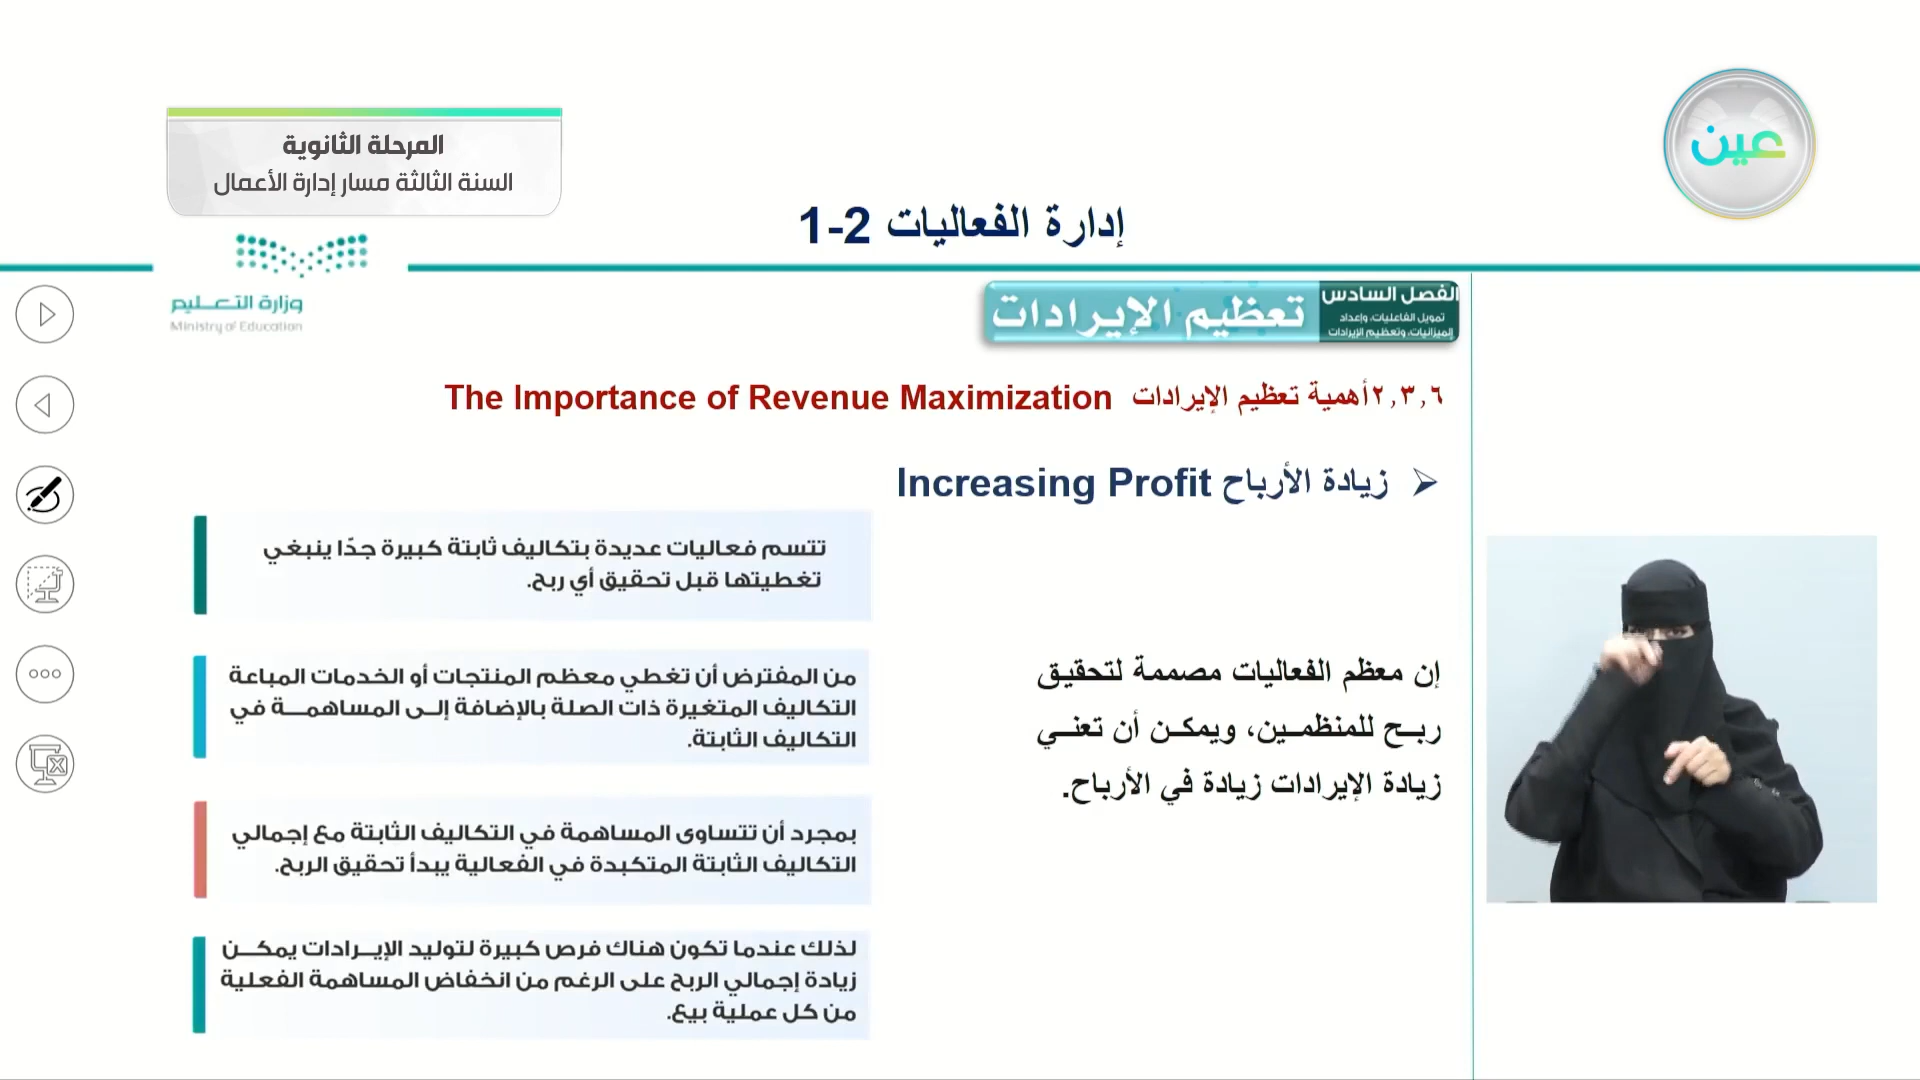 المرحلة الثانوية
السنة الثالثة مسار إدارة الأعمال
عين
إدارة الفعاليات 2-1
وزارة التعليم
Ministry of Education
الفصل السادس
تمويل الفاعليات، وإعداد
الميزانيات، وتعظيم الإيرادات
تعظيم الإيرادات
٢,٣,٦أهمية تعظيم الإيرادات The Importance of Revenue Maximization
زيادة الأرباح Increasing Profit
إن معظم الفعاليات مصممة لتحقيق
ربح للمنظمين، ويمكن أن تعني
زيادة الإيرادات زيادة في الأرباح.
تتسم فعاليات عديدة بتكاليف ثابتة كبيرة جدًا ينبغي
تغطيتها قبل تحقيق أي ربح.
من المفترض أن تغطي معظم المنتجات أو الخدمات المباعة
التكاليف المتغيرة ذات الصلة بالإضافة إلى المساهمة في
التكاليف الثابتة.
بمجرد أن تتساوى المساهمة في التكاليف الثابتة مع إجمالي
التكاليف الثابتة المتكبدة في الفعالية يبدأ تحقيق الربح.
لذلك عندما تكون هناك فرص كبيرة لتوليد الإيرادات يمكن
زيادة إجمالي الربح على الرغم من انخفاض المساهمة الفعلية
من كل عملية بيع.